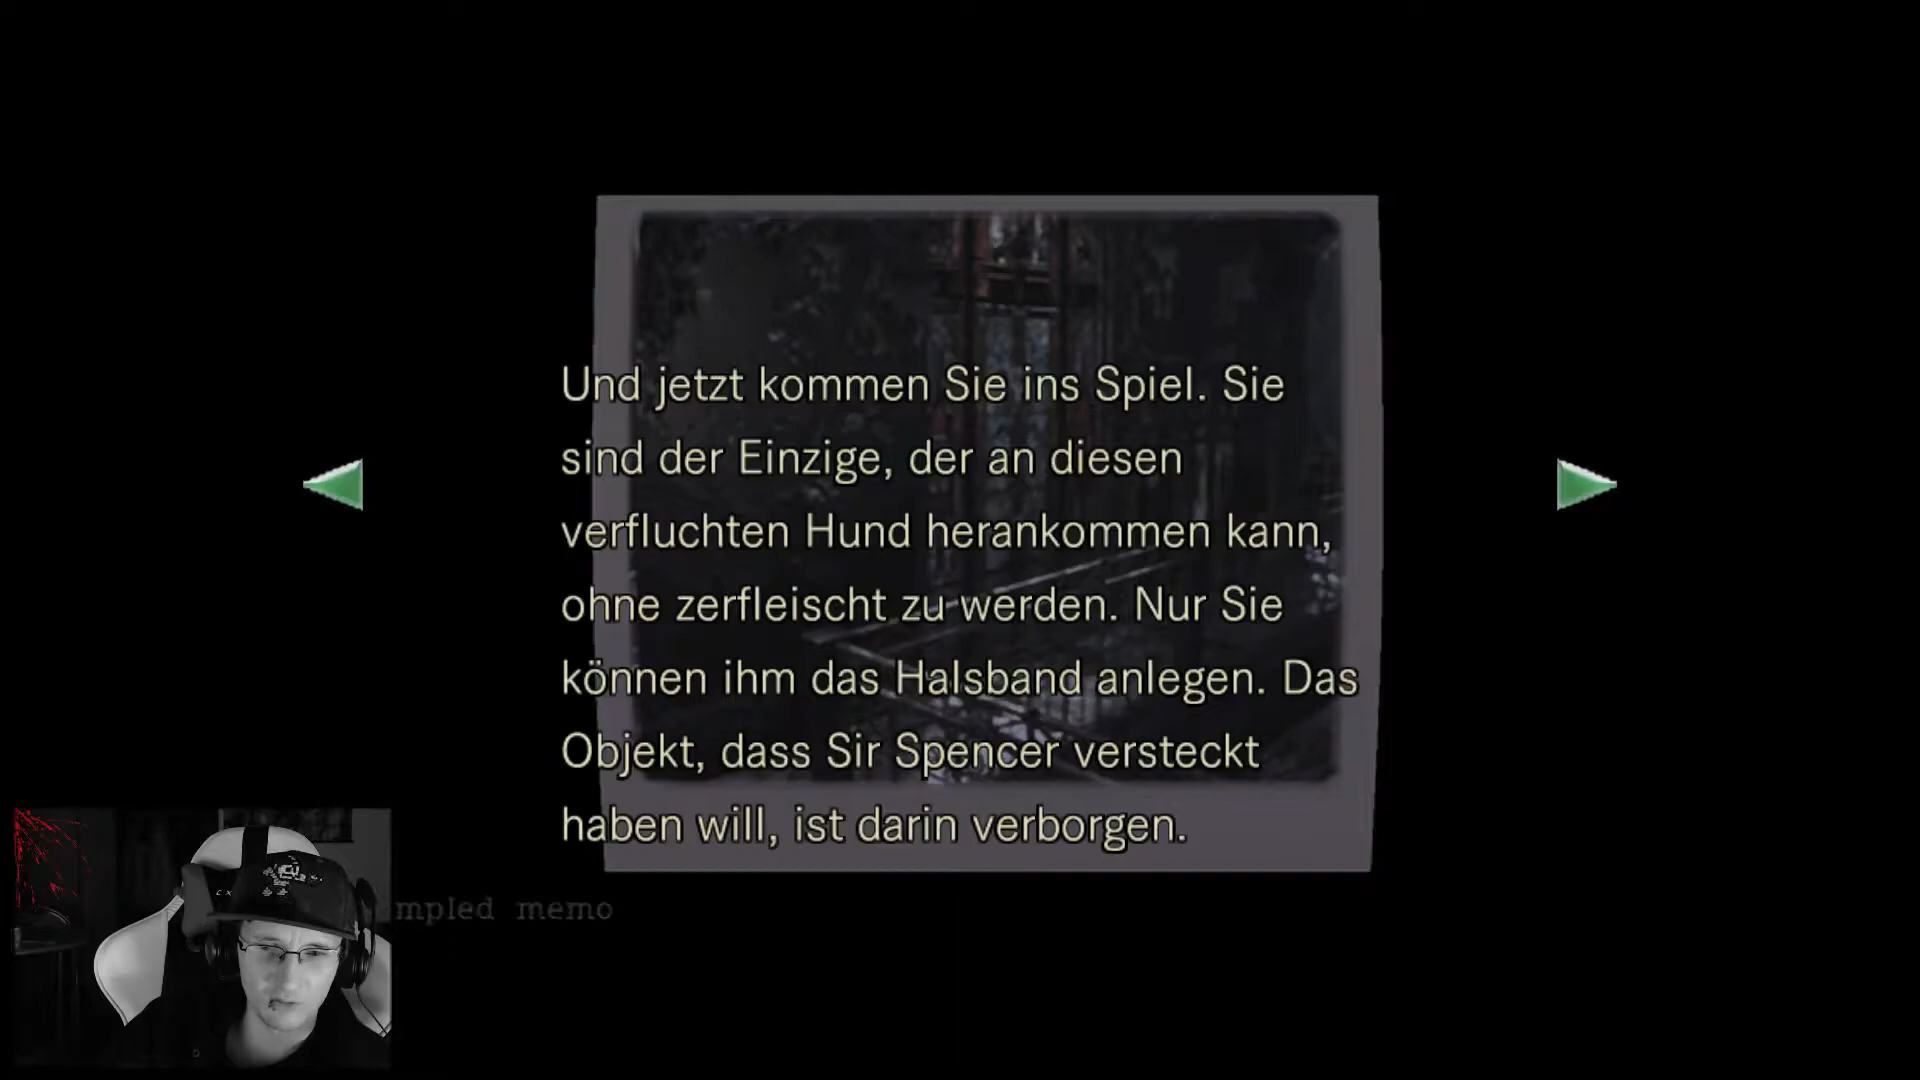 Und jetzt kommen Sie ins Spiel. Sie
sind der Einzige, der an diesen
verfluchten Hund herankommen kann,
ohne zerfleischt zu werden. Nur Sie
können ihm das Halsband anlegen. Das
Objekt, dass Sir Spencer versteckt
haben will, ist darin verborgen.
mpled memo